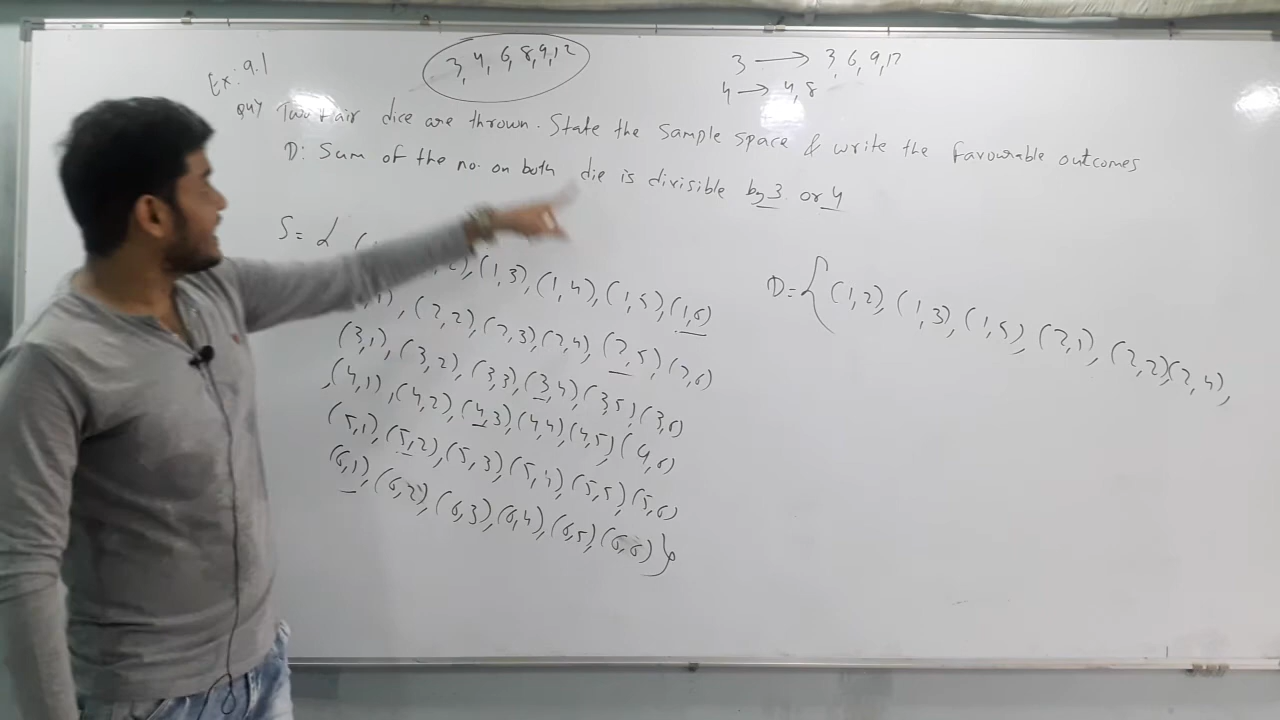 Ex: 9.1
3, 4, 6, 8, 9, 12
3 → 3, 6, 9, 12
4 → 4, 8
Q4) Two fair dice are thrown. State the sample space & write the favourable outcomes
D: Sum of the no. on both die is divisible by 3 or 4
S = { (1, 2), (1,3), (1,4), (1,5), (1,6)
(2,2), (2,3) (2,4), (2,5), (2,6)
(3,1), (3,2), (3,3), (3,4), (3,5), (3,6)
, (4,1), (4,2), (4,3), (4,4) (4,5), (4,6)
(5,1), (5,2), (5,3), (5,4), (5,5), (5,6)
(6,1), (6,2), (6,3), (6,4), (6,5), (6,6) }
D = { (1,2), (1,3), (1,5), (2,1), (2,2), (2,4),